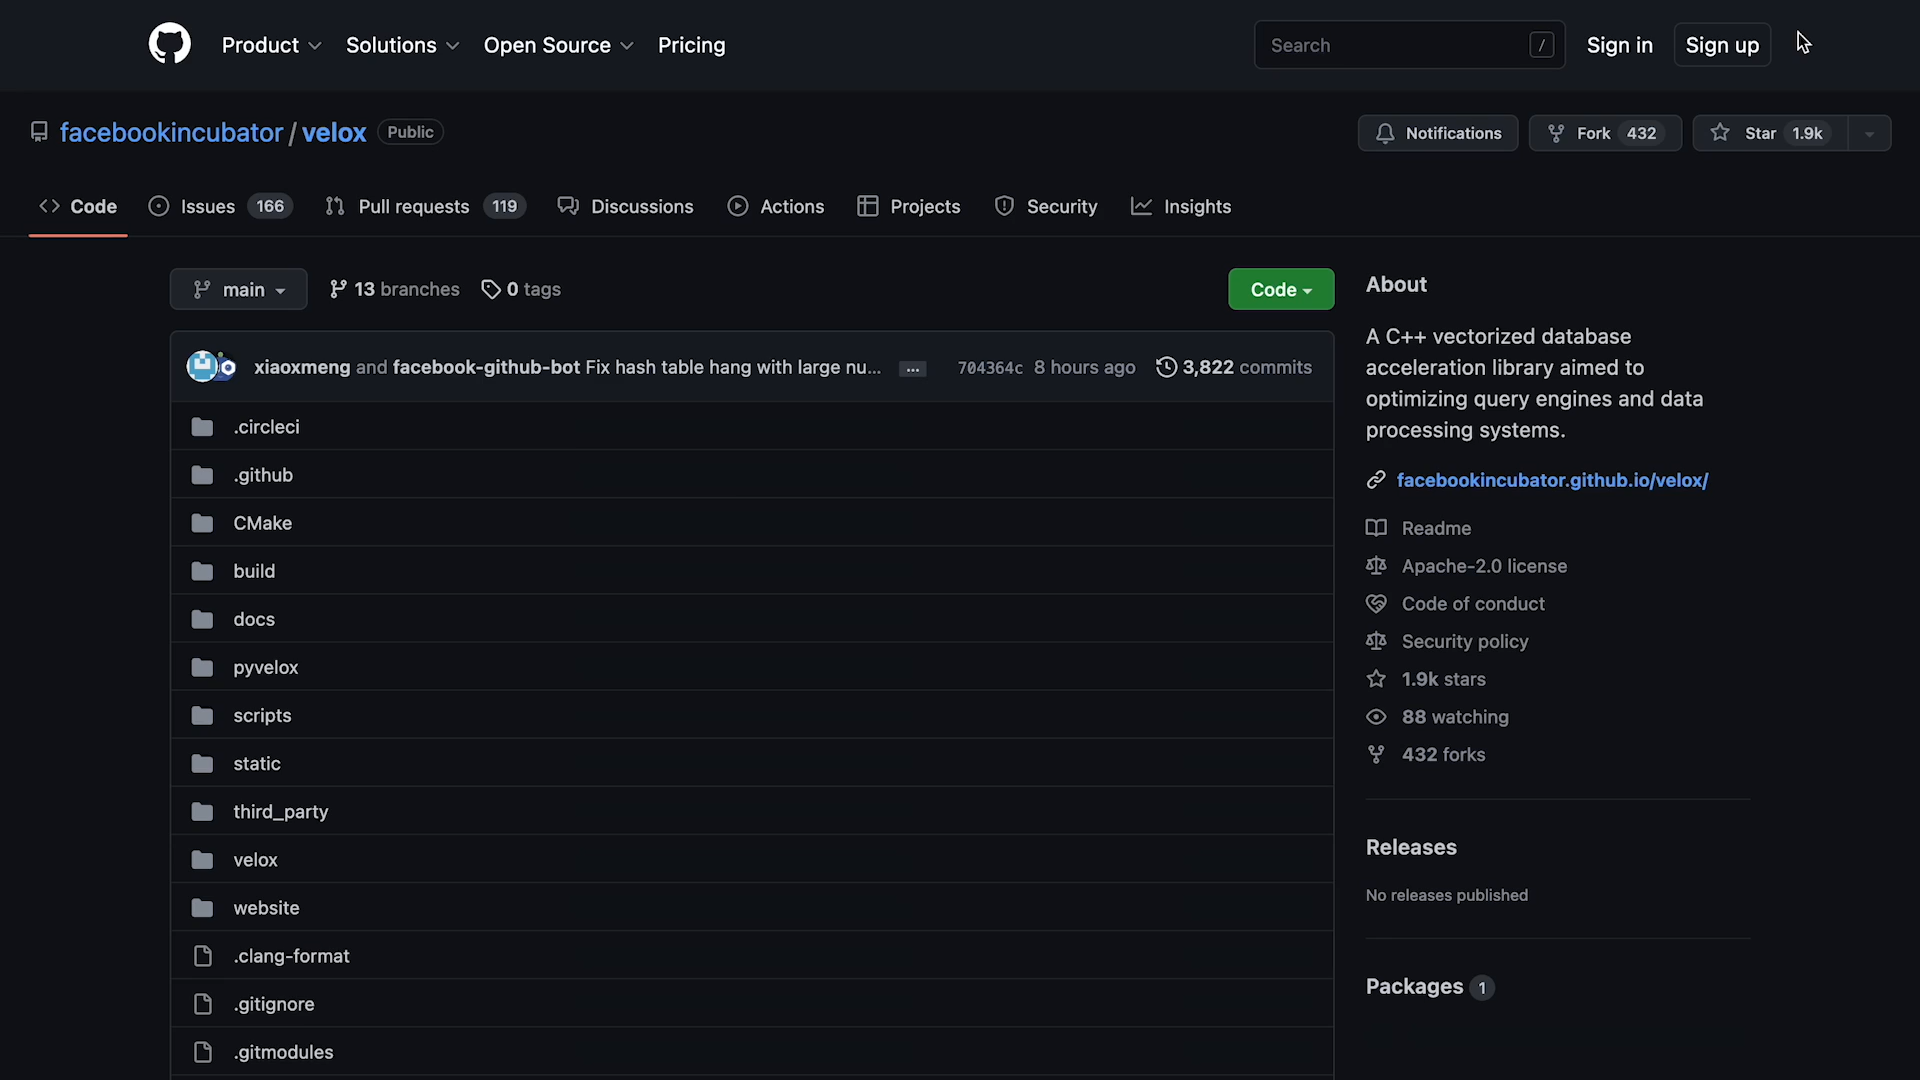 Product Solutions Open Source Pricing Search / Sign in Sign up
facebookincubator / velox Public Notifications Fork 432 Star 1.9k
Code Issues 166 Pull requests 119 Discussions Actions Projects Security Insights
main 13 branches 0 tags Code
xiaoxmeng and facebook-github-bot Fix hash table hang with large nu... ... 704364c 8 hours ago 3,822 commits
.circleci
.github
CMake
build
docs
pyvelox
scripts
static
third_party
velox
website
.clang-format
.gitignore
.gitmodules
About
A C++ vectorized database
acceleration library aimed to
optimizing query engines and data
processing systems.
facebookincubator.github.io/velox/
Readme
Apache-2.0 license
Code of conduct
Security policy
1.9k stars
88 watching
432 forks
Releases
No releases published
Packages 1